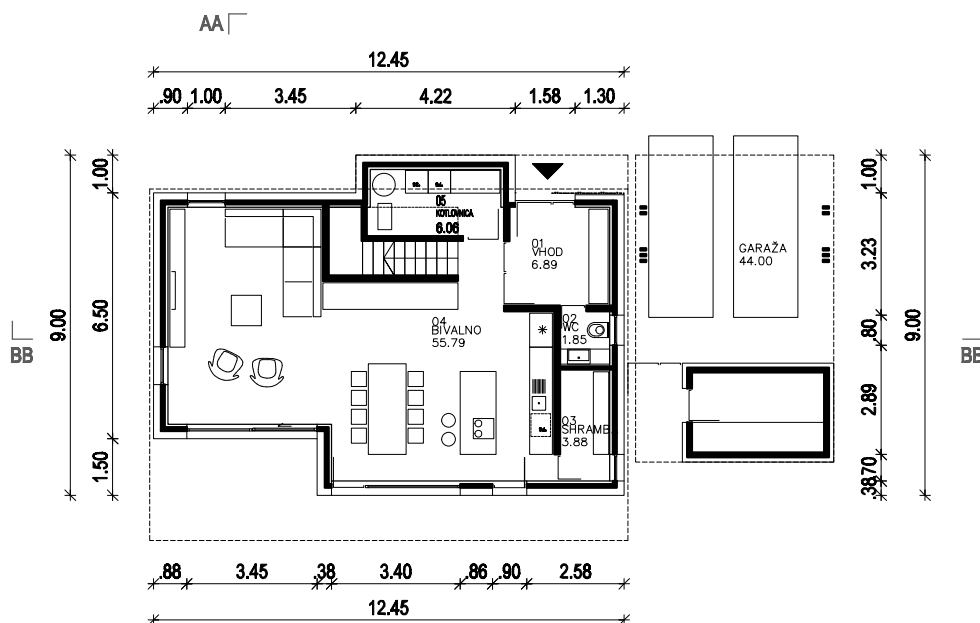 AA
12.45
.90 1.00 3.45 4.22 1.58 1.30
1.00
6.50
1.50
9.00
BB
05
KOTLOVNICA
6.06
01
VHOD
6.89
GARAŽA
44.00
04
BIVALNO
55.79
02
WC
1.85
03
SHRAMB
3.88
1.00
3.23
.80
2.89
.70
.38
9.00
BB
.88 3.45 .38 3.40 .86 .90 2.58
12.45